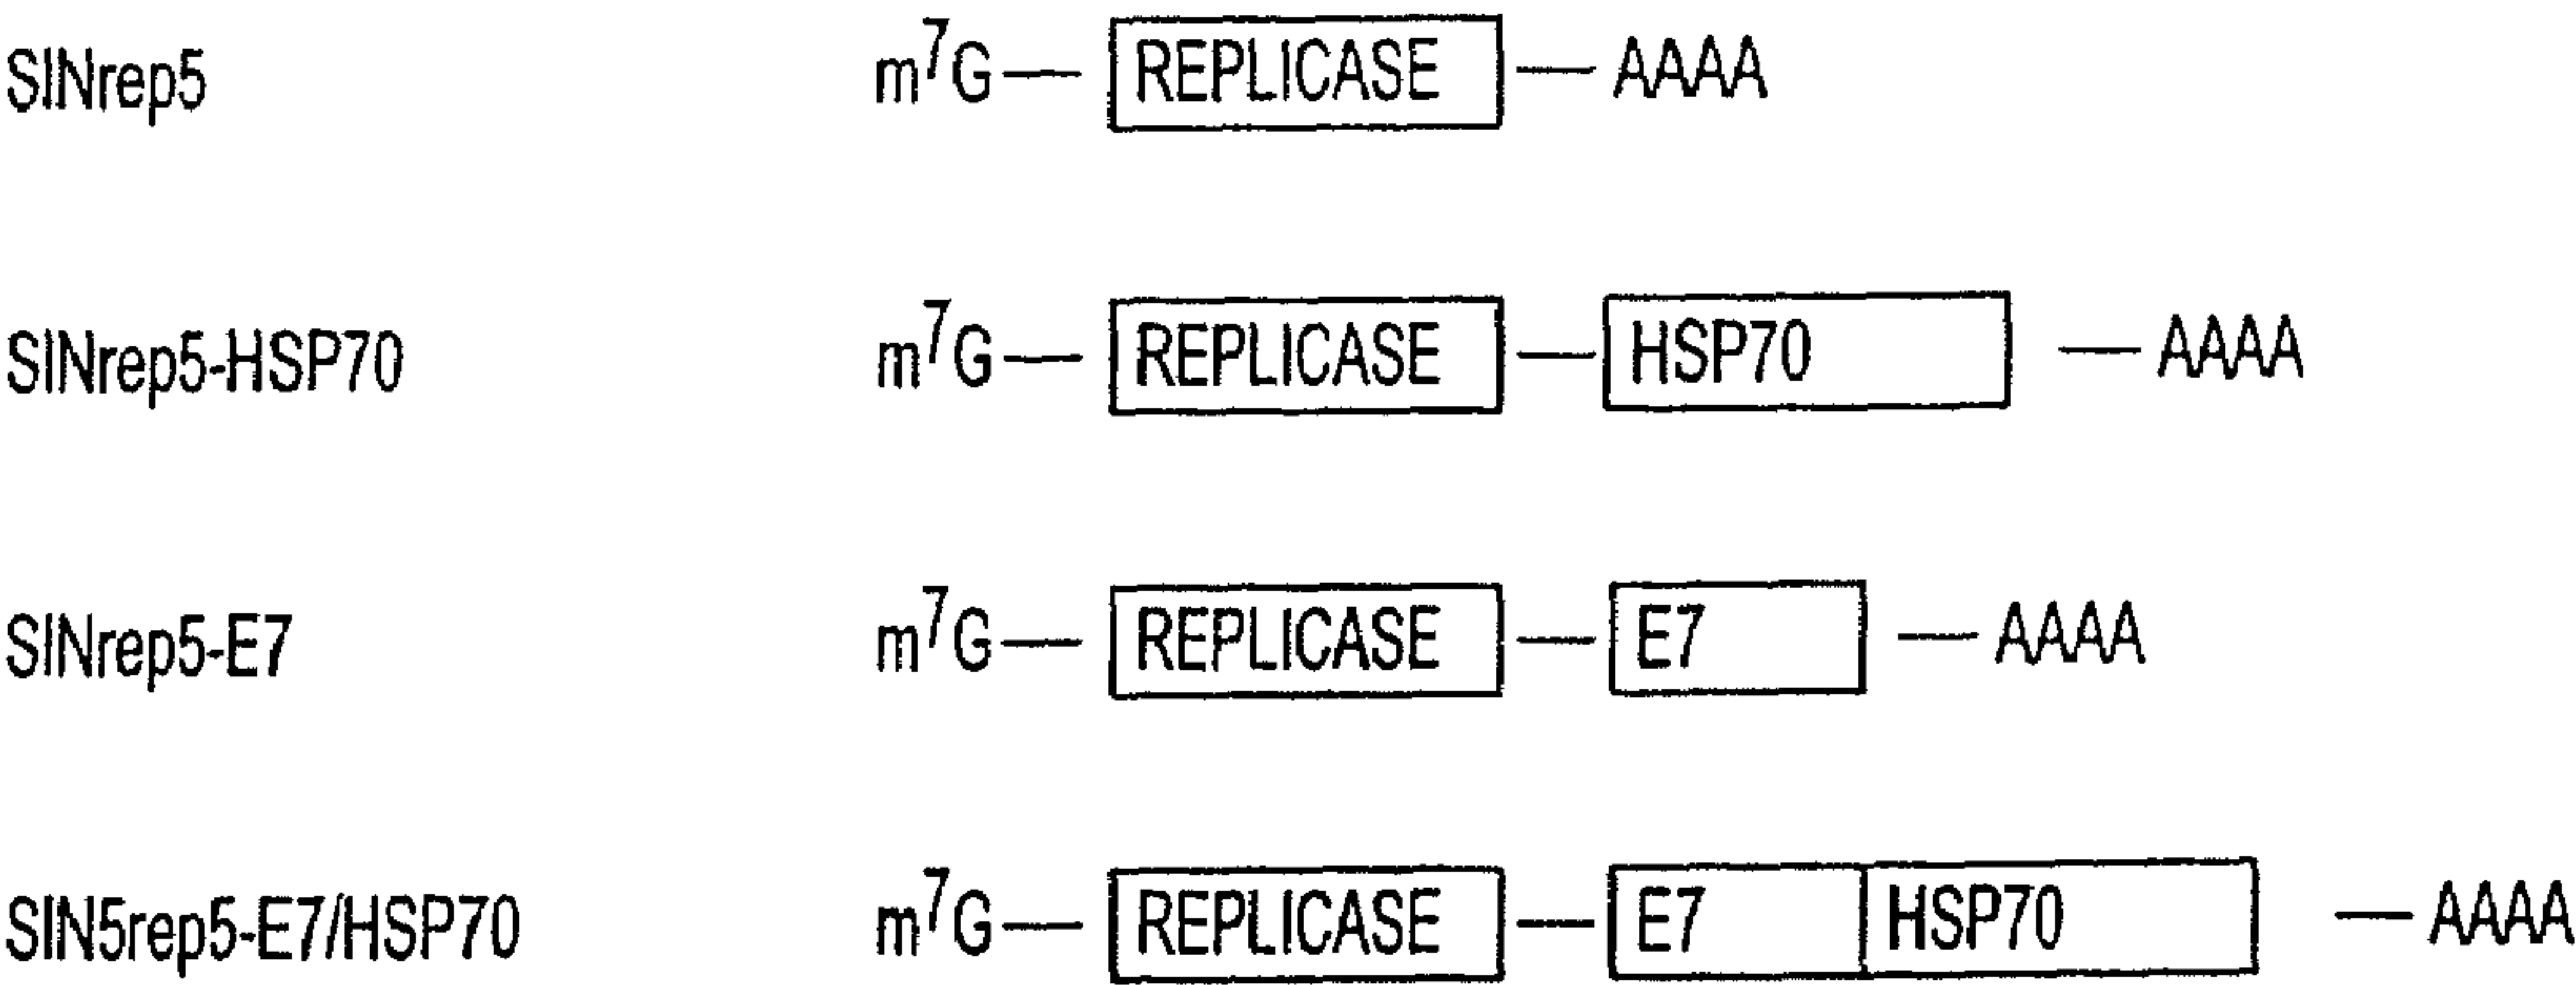 SINrep5 m⁷G — REPLICASE — AAAA
SINrep5-HSP70 m⁷G — REPLICASE — HSP70 — AAAA
SINrep5-E7 m⁷G — REPLICASE — E7 — AAAA
SIN5rep5-E7/HSP70 m⁷G — REPLICASE — E7 HSP70 — AAAA